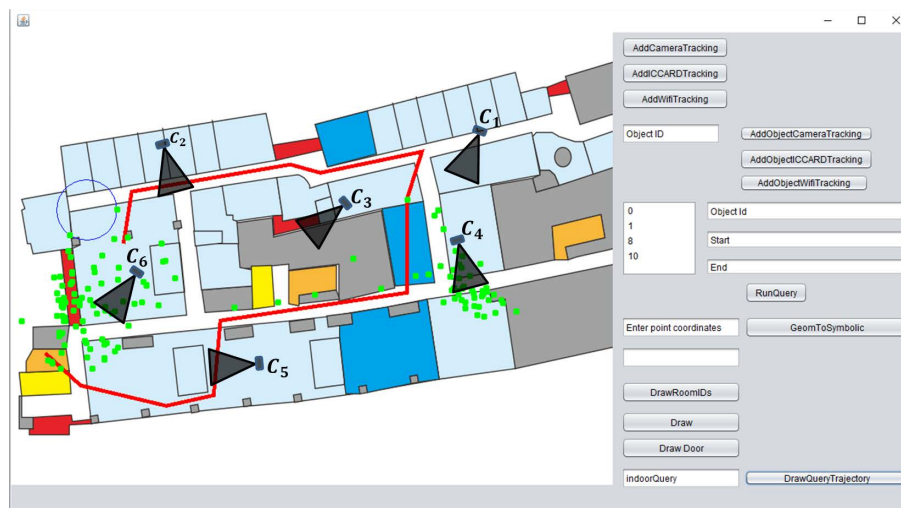 AddCameraTracking
AddICCARDTracking
AddWifiTracking
Object ID
AddObjectCameraTracking
AddObjectICCARDTracking
AddObjectWifiTracking
0
1
8
10
Object Id
Start
End
RunQuery
Enter point coordinates
GeomToSymbolic
DrawRoomIDs
Draw
Draw Door
indoorQuery
DrawQueryTrajectory
C1
C2
C3
C4
C6
C5